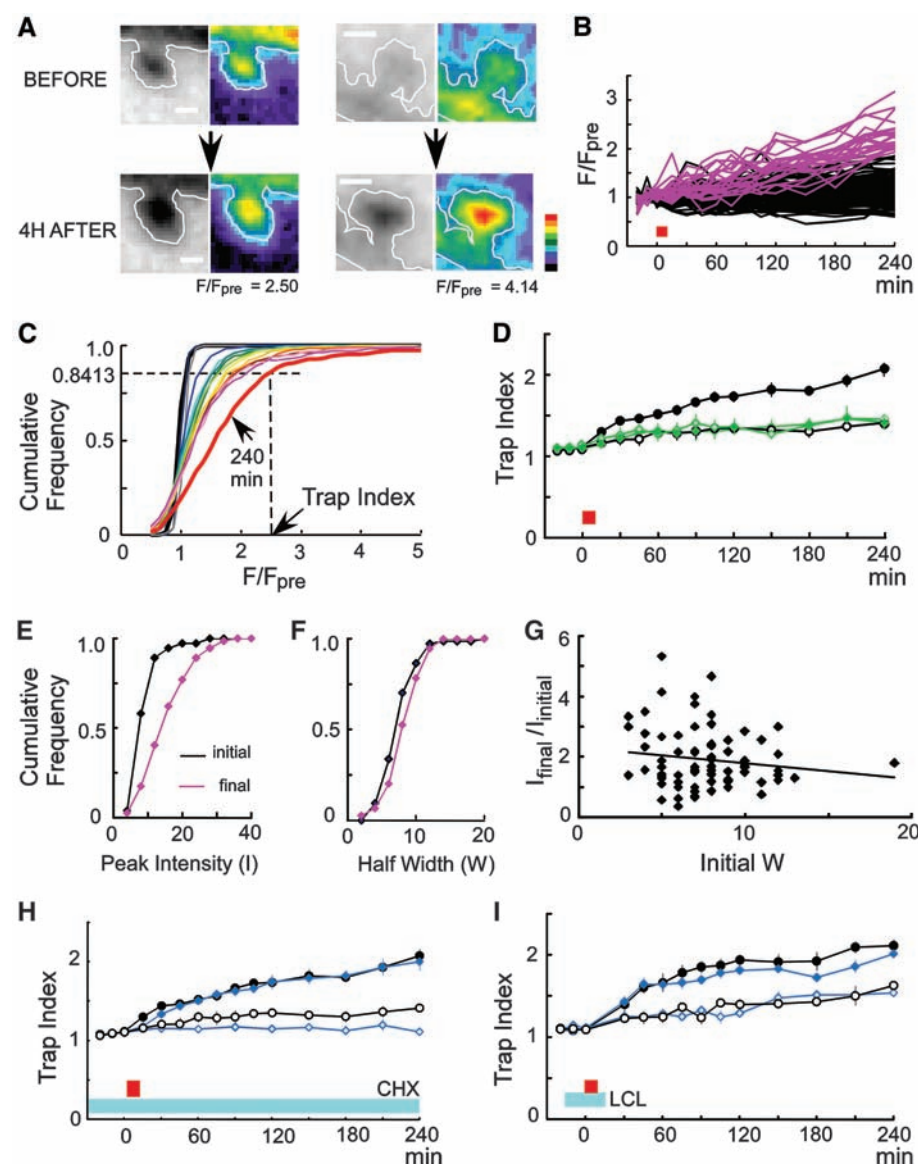 A
BEFORE
4H AFTER
F/Fpre = 2.50
F/Fpre = 4.14
B
F/Fpre
3
2
1
0
0 60 120 180 240
min
C
Cumulative Frequency
1.0
0.8413
0.5
0
240 min
Trap Index
0 1 2 3 4 5
F/Fpre
D
Trap Index
2
1
0
0 60 120 180 240
min
E
Cumulative Frequency
1.0
0.5
0
initial
final
0 20 40
Peak Intensity (I)
F
1.0
0.5
0
0 10 20
Half Width (W)
G
Ifinal /Iinitial
6
4
2
0
0 10 20
Initial W
H
Trap Index
2
1
0
CHX
0 60 120 180 240
min
I
Trap Index
2
1
0
LCL
0 60 120 180 240
min